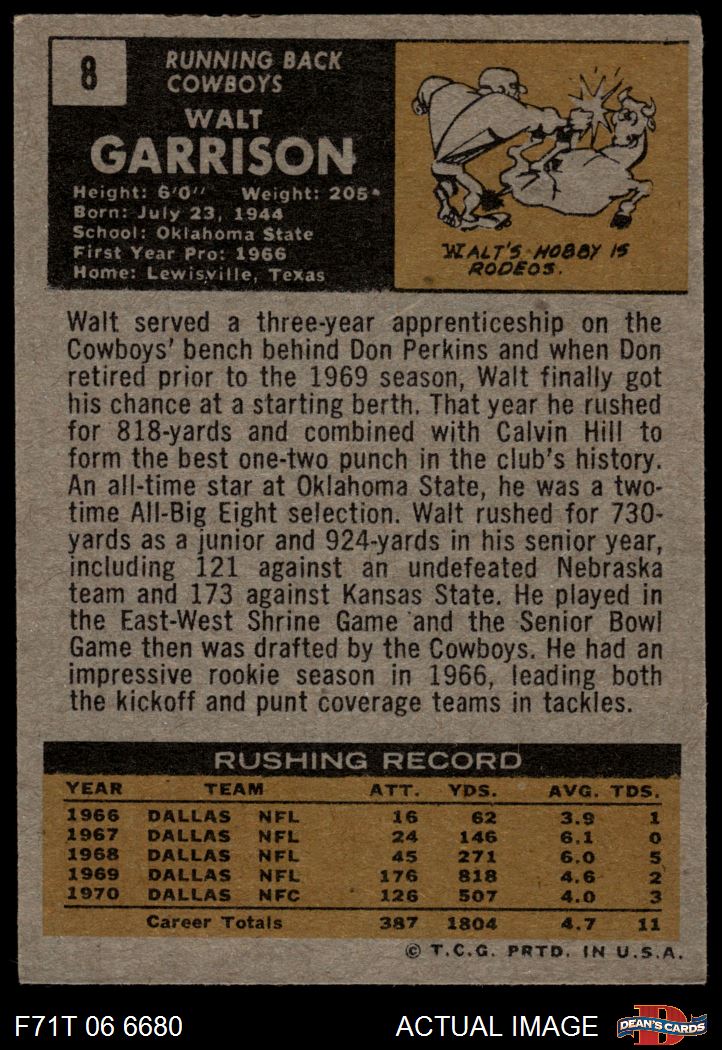 8
RUNNING BACK
COWBOYS
WALT
GARRISON
Height: 6'0" Weight: 205
Born: July 23, 1944
School: Oklahoma State
First Year Pro: 1966
Home: Lewisville, Texas
WALT'S HOBBY IS
RODEOS.
Walt served a three-year apprenticeship on the
Cowboys' bench behind Don Perkins and when Don
retired prior to the 1969 season, Walt finally got
his chance at a starting berth. That year he rushed
for 818-yards and combined with Calvin Hill to
form the best one-two punch in the club's history.
An all-time star at Oklahoma State, he was a two-
time All-Big Eight selection. Walt rushed for 730-
yards as a junior and 924-yards in his senior year,
including 121 against an undefeated Nebraska
team and 173 against Kansas State. He played in
the East-West Shrine Game and the Senior Bowl
Game then was drafted by the Cowboys. He had an
impressive rookie season in 1966, leading both
the kickoff and punt coverage teams in tackles.
RUSHING RECORD
YEAR TEAM ATT. YDS. AVG. TDS.
1966 DALLAS NFL 16 62 3.9 1
1967 DALLAS NFL 24 146 6.1 0
1968 DALLAS NFL 45 271 6.0 5
1969 DALLAS NFL 176 818 4.6 2
1970 DALLAS NFC 126 507 4.0 3
Career Totals 387 1804 4.7 11
© T.C.G. PRTD. IN U.S.A.
F71T 06 6680 ACTUAL IMAGE D DEAN'S CARDS